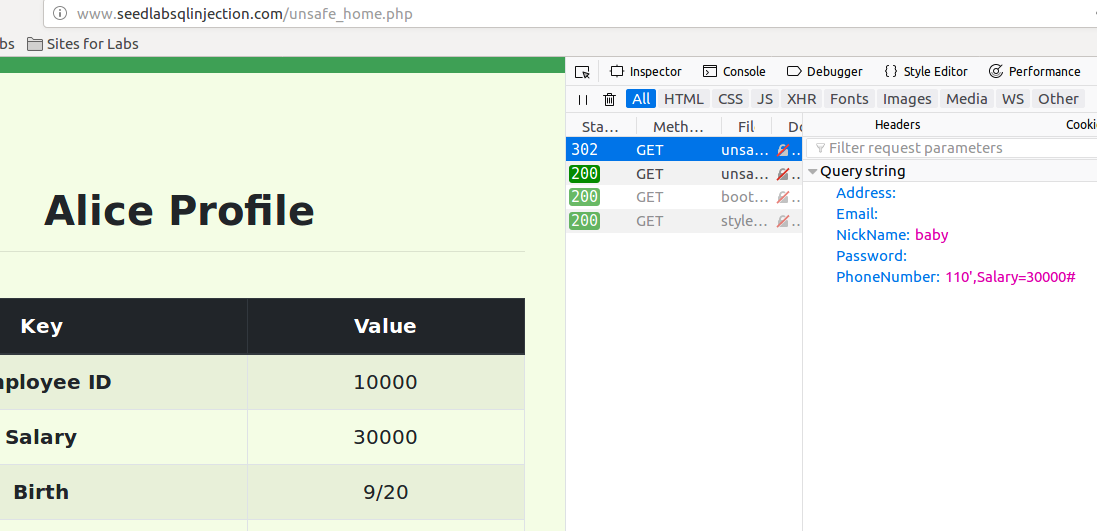 www.seedlabsqlinjection.com/unsafe_home.php
bs Sites for Labs
Inspector Console Debugger Style Editor Performance
All HTML CSS JS XHR Fonts Images Media WS Other
Sta... Meth... Fil Do Headers Cooki
302 GET unsa... ...
Filter request parameters
200 GET unsa... ...
Query string
200 GET boot... ...
Address:
200 GET style... ...
Email:
NickName: baby
Password:
PhoneNumber: 110',Salary=30000#
Alice Profile
Key Value
ployee ID 10000
Salary 30000
Birth 9/20